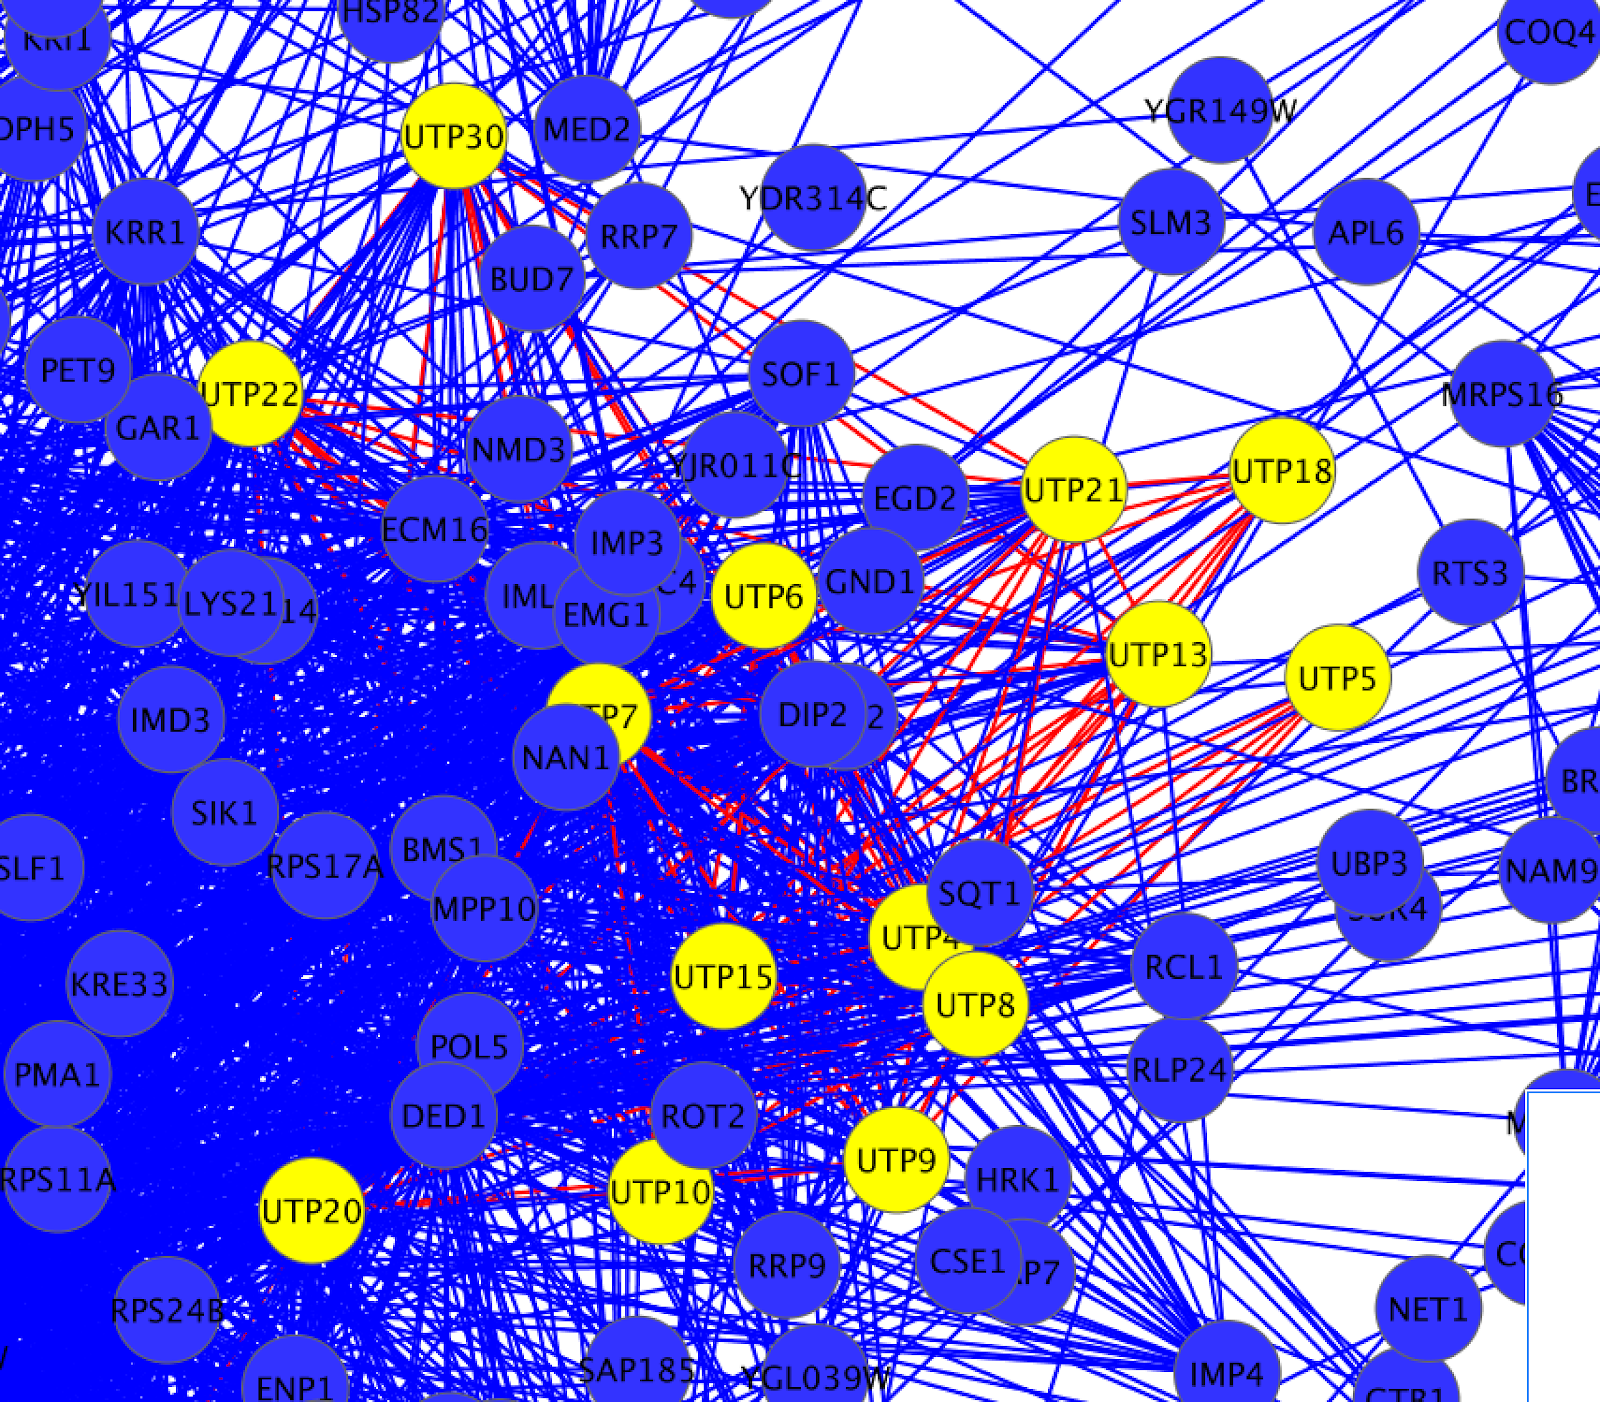 HSP82
COQ4
KRI1
YGR149W
DPH5
UTP30
MED2
YDR314C
SLM3
APL6
KRR1
RRP7
BUD7
PET9
SOF1
UTP22
MRPS16
GAR1
NMD3
YJR011C
UTP21
UTP18
EGD2
ECM16
IMP3
RTS3
YIL151
LYS21
14
IML
EMG1
C4
UTP6
GND1
UTP13
UTP5
IMD3
TP7
DIP2
2
NAN1
BR
SIK1
BMS1
RPS17A
SLF1
UBP3
NAM9
SQT1
MPP10
UTP4
RCL1
KRE33
UTP15
UTP8
POL5
PMA1
RLP24
DED1
ROT2
UTP9
RPS11A
UTP10
HRK1
UTP20
RRP9
CSE1
P7
RPS24B
NET1
SAP185
YGL039W
IMP4
ENP1